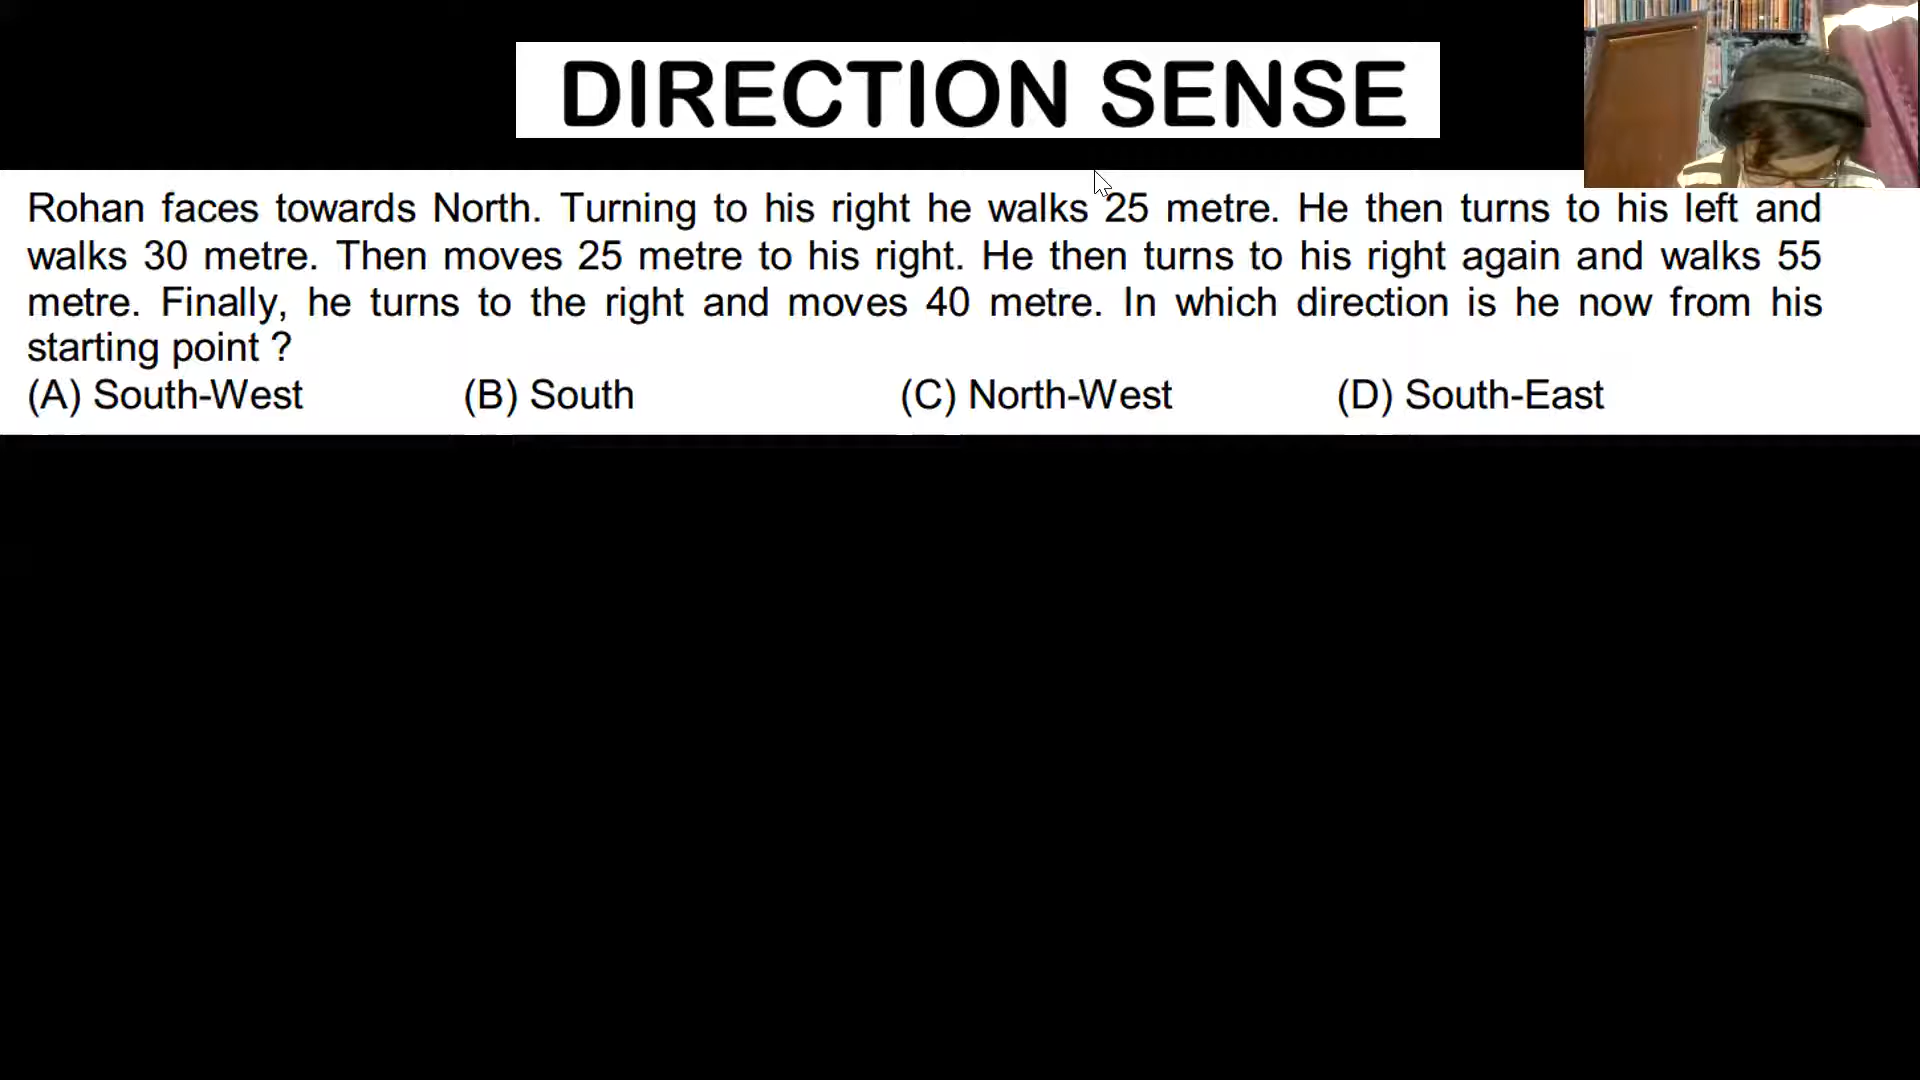 DIRECTION SENSE
Rohan faces towards North. Turning to his right he walks 25 metre. He then turns to his left and
walks 30 metre. Then moves 25 metre to his right. He then turns to his right again and walks 55
metre. Finally, he turns to the right and moves 40 metre. In which direction is he now from his
starting point ?
(A) South-West (B) South (C) North-West (D) South-East